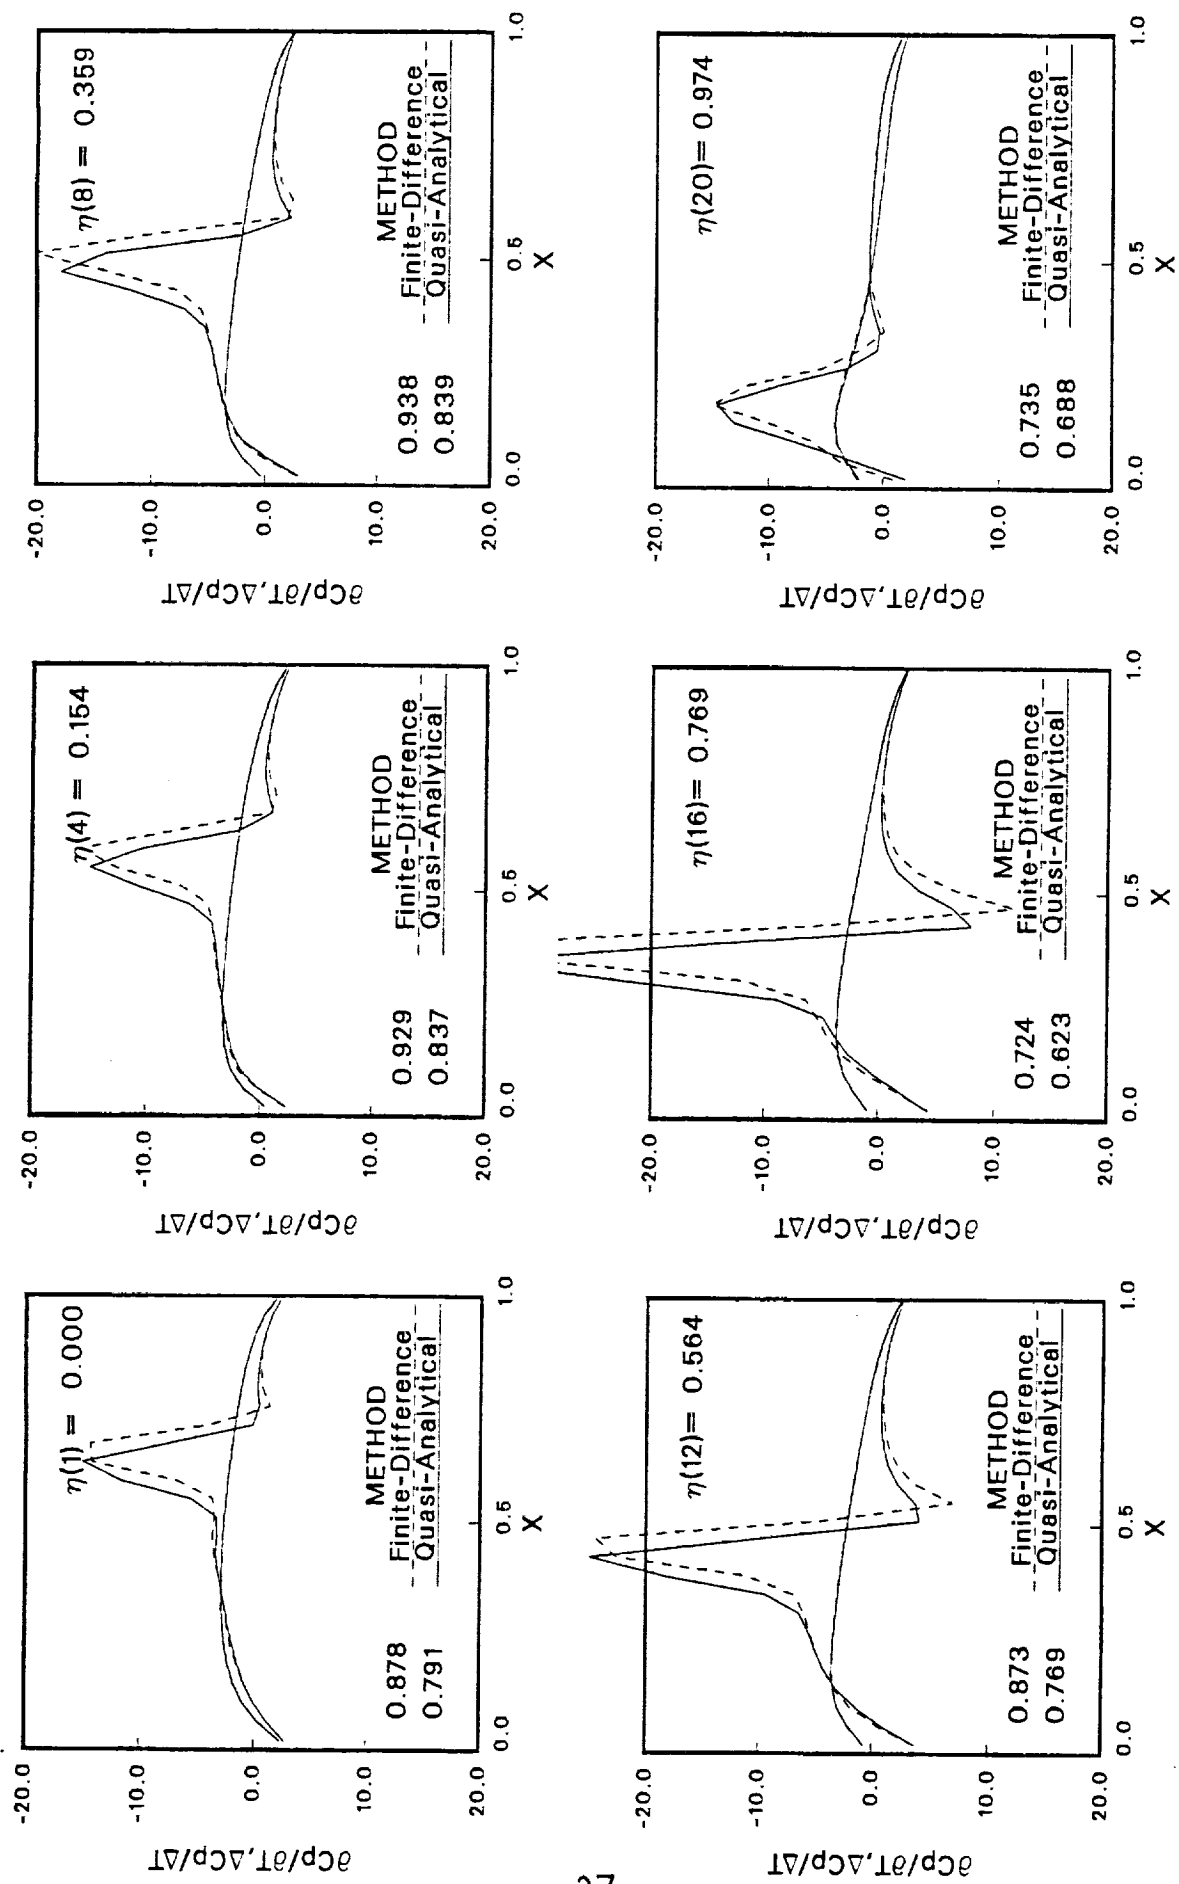 η(1) = 0.000
-20.0
-10.0
0.0
10.0
20.0
∂Cp/∂T,ΔCp/ΔT
0.878
0.791
METHOD
Finite-Difference
Quasi-Analytical
0.0
0.5
1.0
X
η(4) = 0.154
-20.0
-10.0
0.0
10.0
20.0
∂Cp/∂T,ΔCp/ΔT
0.929
0.837
METHOD
Finite-Difference
Quasi-Analytical
0.0
0.5
1.0
X
η(8) = 0.359
-20.0
-10.0
0.0
10.0
20.0
∂Cp/∂T,ΔCp/ΔT
0.938
0.839
METHOD
Finite-Difference
Quasi-Analytical
0.0
0.5
1.0
X
η(12)= 0.564
-20.0
-10.0
0.0
10.0
20.0
∂Cp/∂T,ΔCp/ΔT
0.873
0.769
METHOD
Finite-Difference
Quasi-Analytical
0.0
0.5
1.0
X
η(16)= 0.769
-20.0
-10.0
0.0
10.0
20.0
∂Cp/∂T,ΔCp/ΔT
0.724
0.623
METHOD
Finite-Difference
Quasi-Analytical
0.0
0.5
1.0
X
η(20)= 0.974
-20.0
-10.0
0.0
10.0
20.0
∂Cp/∂T,ΔCp/ΔT
0.735
0.688
METHOD
Finite-Difference
Quasi-Analytical
0.0
0.5
1.0
X